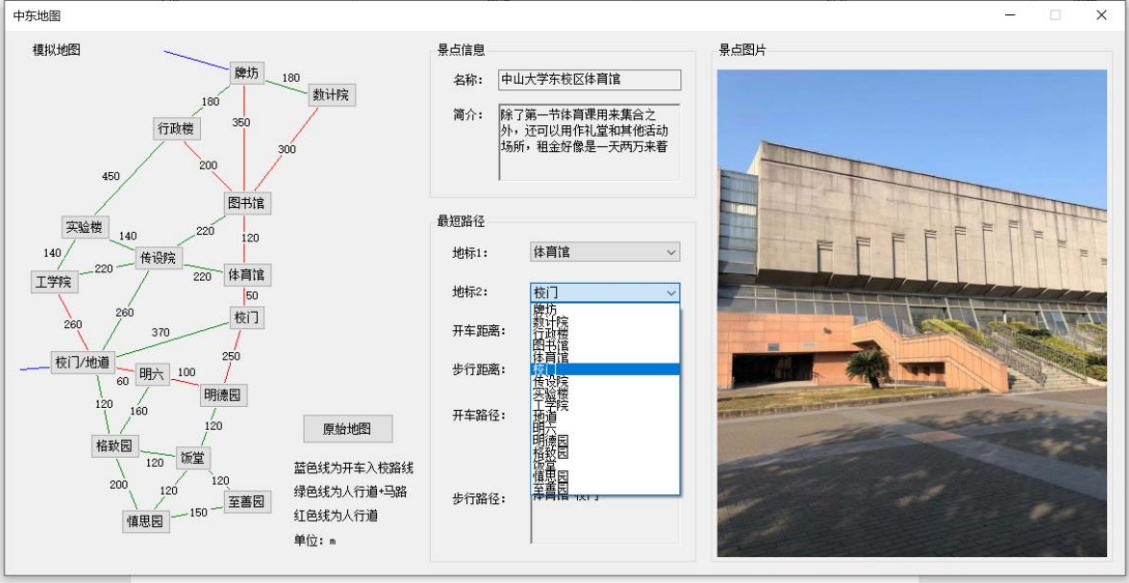 中东地图
模拟地图
牌坊
180
数计院
180
行政楼
350
300
200
450
图书馆
实验楼
220
120
140
140
传设院
220
220
体育馆
工学院
50
260
260
370
校门
250
校门/地道
明六
60
100
明德园
120
160
120
格致园
120
饭堂
200
120
120
至善园
150
慎思园
原始地图
蓝色线为开车入校路线
绿色线为人行道+马路
红色线为人行道
单位：m
景点信息
名称：
中山大学东校区体育馆
简介：
除了第一节体育课用来集合之
外，还可以用作礼堂和其他活动
场所，租金好像是一天两万来着
最短路径
地标1：
体育馆
地标2：
校门
牌坊
数计院
行政楼
图书馆
体育馆
校门
传设院
实验楼
工学院
地道
明六
明德园
格致园
饭堂
慎思园
至善园
开车距离：
步行距离：
开车路径：
步行路径：
体育馆-校门
景点图片